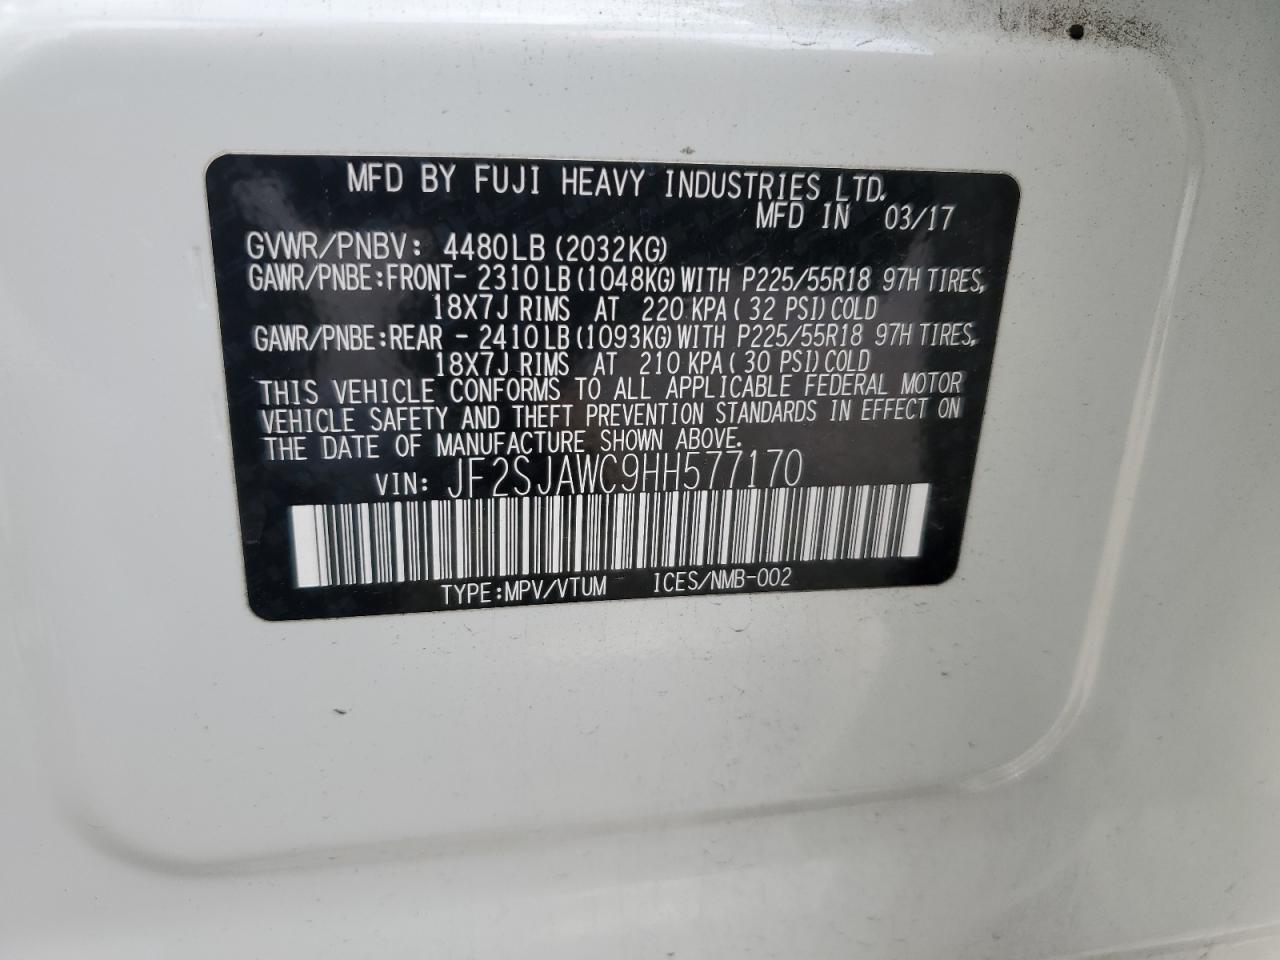 MFD BY FUJI HEAVY INDUSTRIES LTD.
MFD IN 03/17
GVWR/PNBV: 4480LB (2032KG)
GAWR/PNBE:FRONT- 2310LB (1048KG) WITH P225/55R18 97H TIRES,
18X7J RIMS AT 220 KPA ( 32 PSI) COLD
GAWR/PNBE:REAR - 2410LB (1093KG) WITH P225/55R18 97H TIRES,
18X7J RIMS AT 210 KPA ( 30 PSI) COLD
THIS VEHICLE CONFORMS TO ALL APPLICABLE FEDERAL MOTOR
VEHICLE SAFETY AND THEFT PREVENTION STANDARDS IN EFFECT ON
THE DATE OF MANUFACTURE SHOWN ABOVE.
VIN: JF2SJAWC9HH577170
TYPE:MPV/VTUM ICES/NMB-002